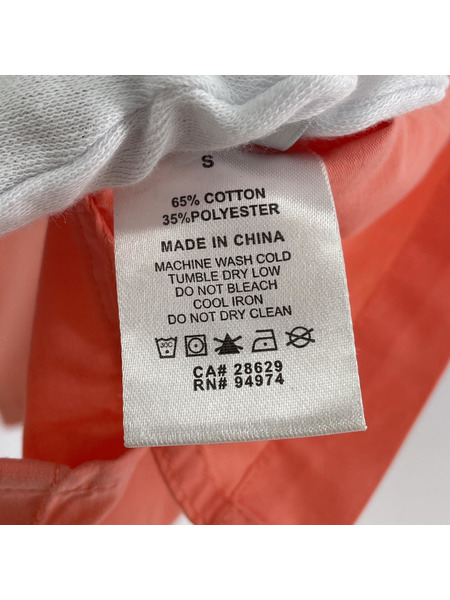 S
65% COTTON
35%POLYESTER
MADE IN CHINA
MACHINE WASH COLD
TUMBLE DRY LOW
DO NOT BLEACH
COOL IRON
DO NOT DRY CLEAN
30C
CA# 28629
RN# 94974